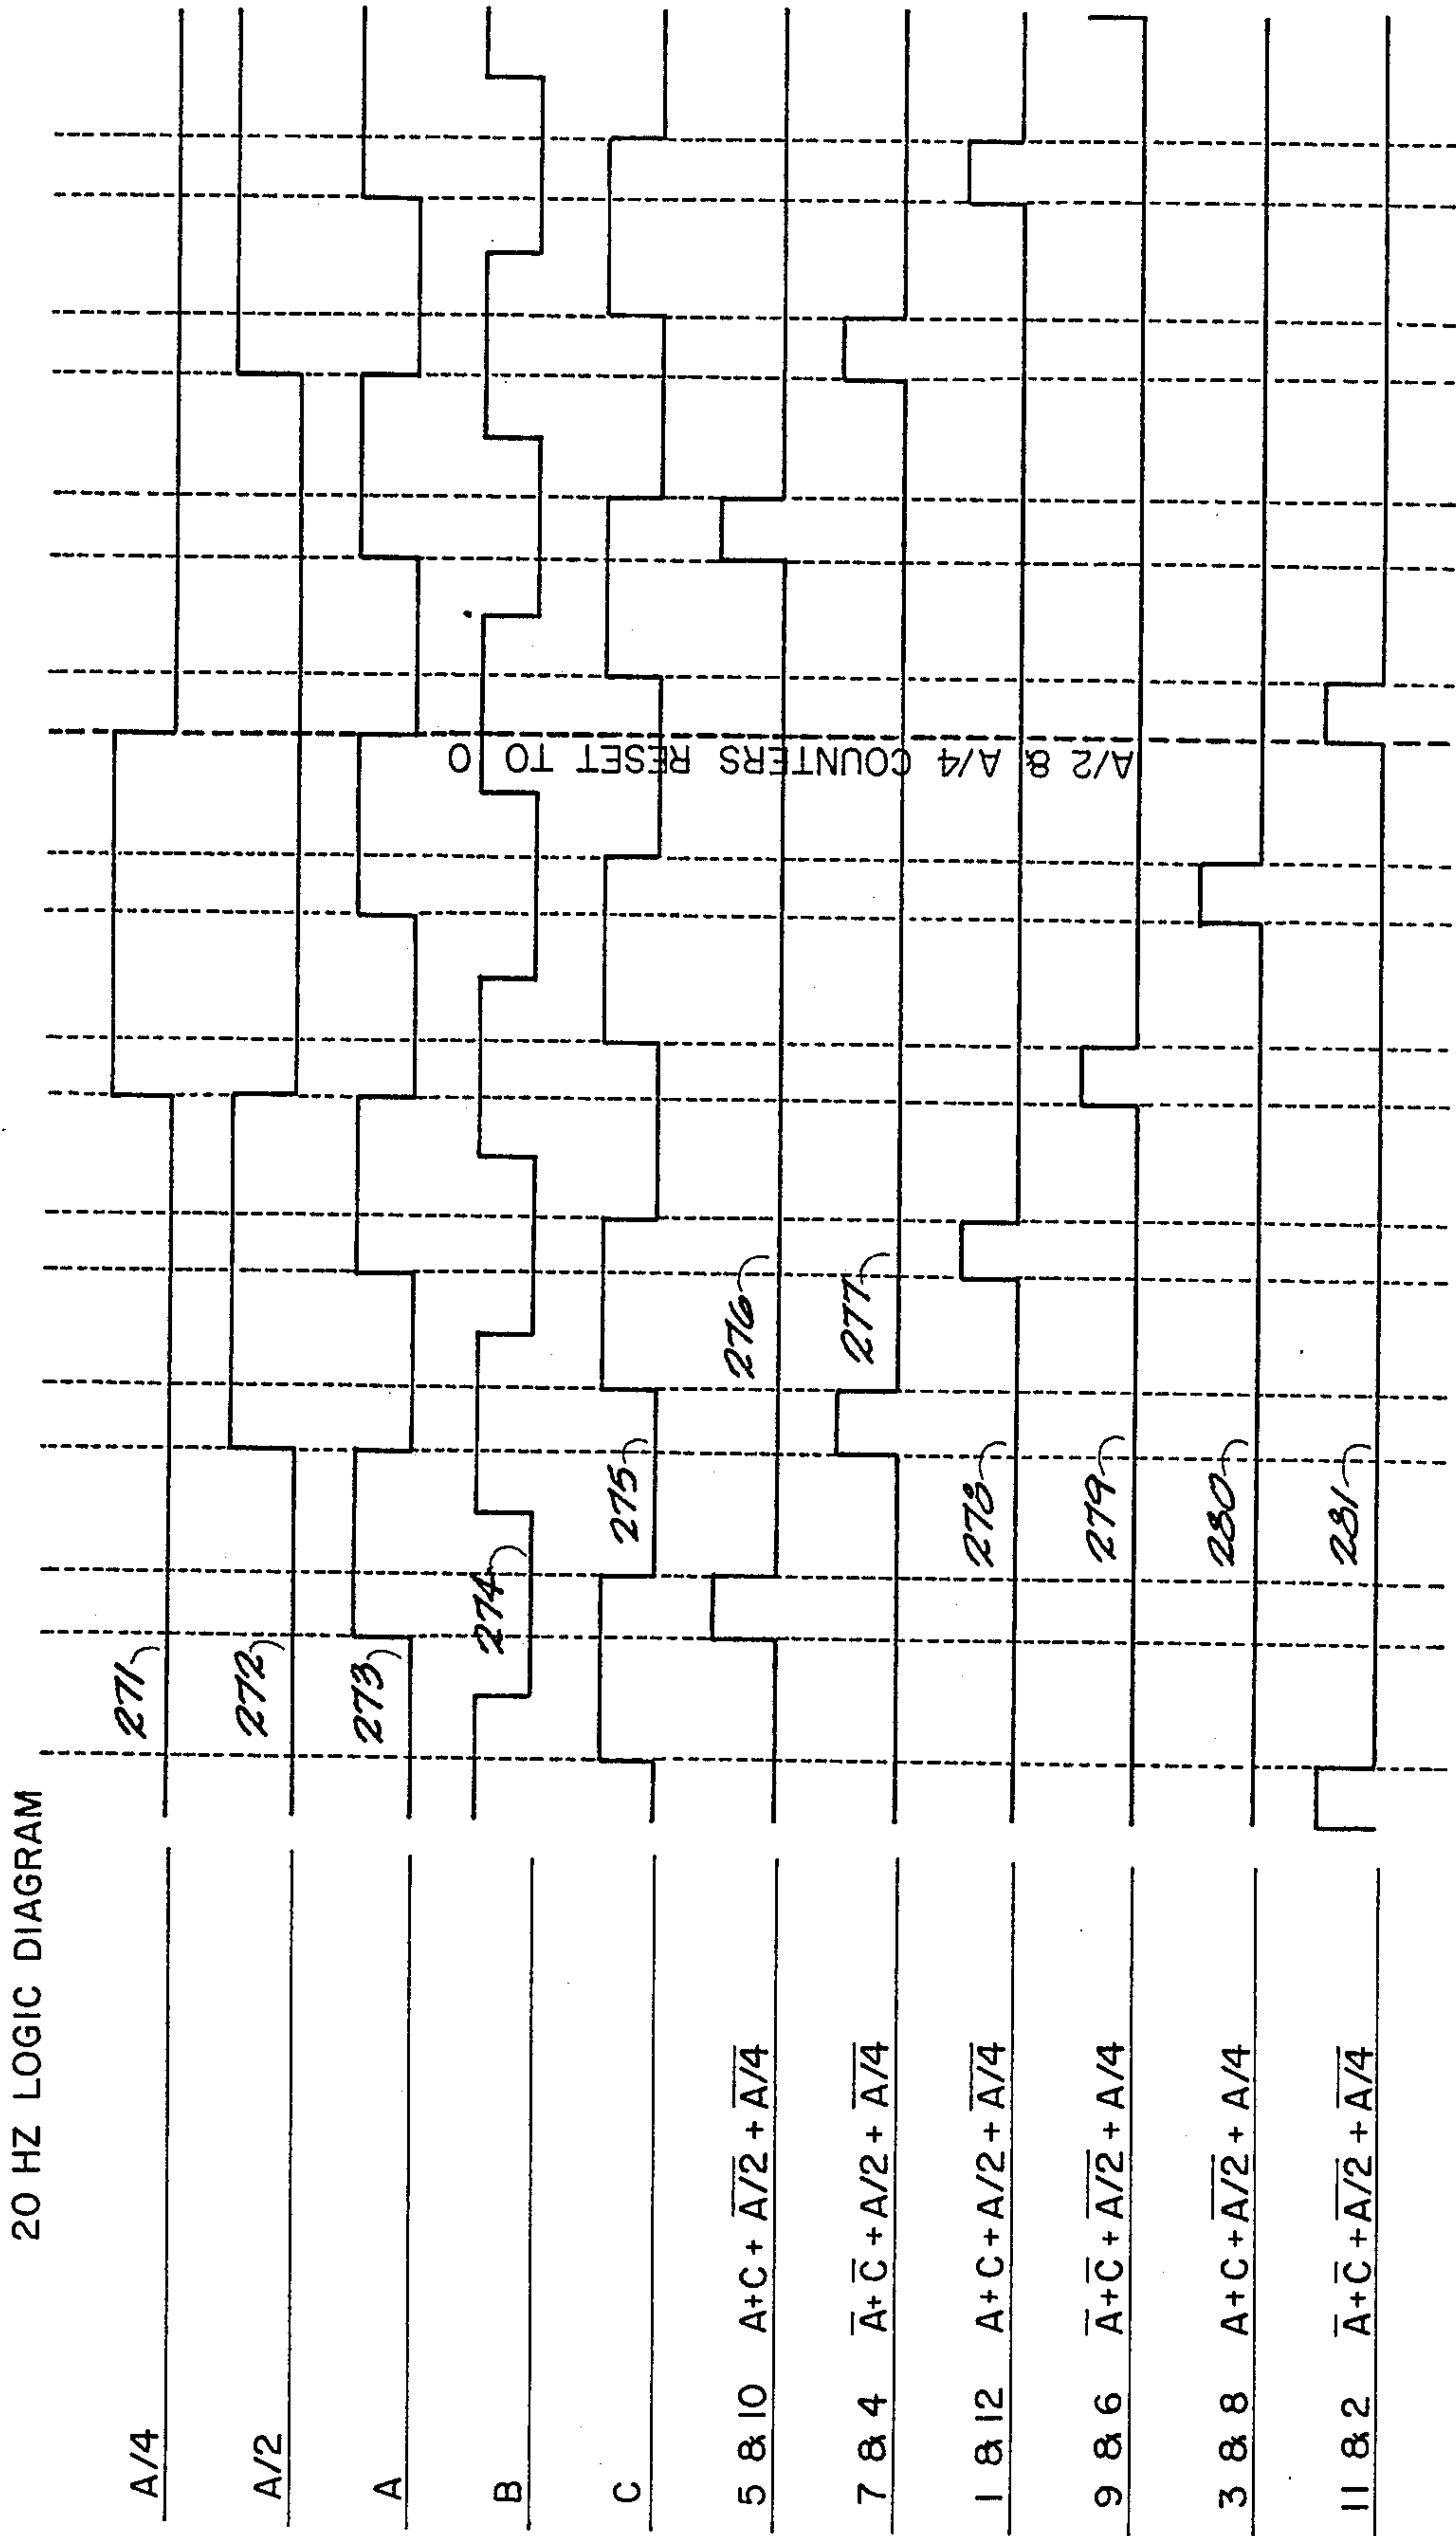 20 HZ LOGIC DIAGRAM
A/4
271
A/2
272
A
273
B
274
C
275
5 & 10 A+C+A̅/̅2̅+A̅/̅4̅
276
7 & 4 A̅+C̅+A/2+A̅/̅4̅
277
1 & 12 A+C+A/2+A̅/̅4̅
278
9 & 6 A̅+C̅+A̅/̅2̅+A/4
279
3 & 8 A+C+A̅/̅2̅+A/4
280
11 & 2 A̅+C̅+A̅/̅2̅+A̅/̅4̅
281
A/2 & A/4 COUNTERS RESET TO 0